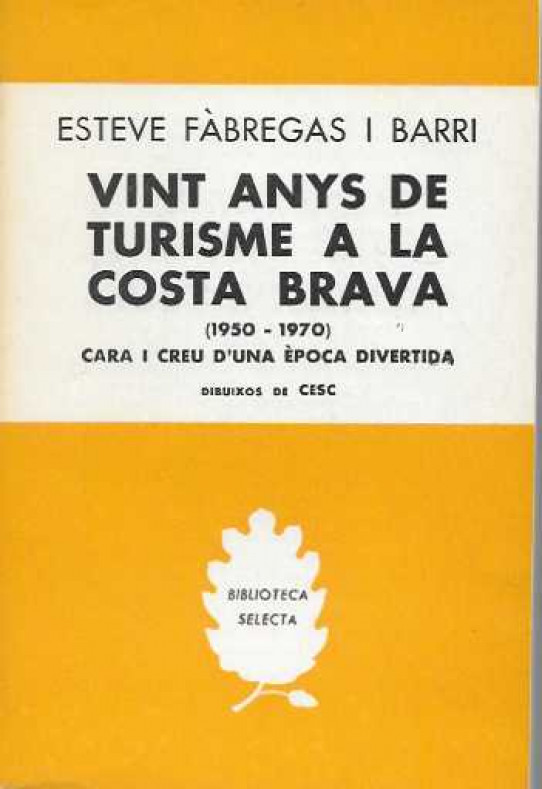 ESTEVE FÀBREGAS I BARRI
VINT ANYS DE
TURISME A LA
COSTA BRAVA
(1950 - 1970)
CARA I CREU D'UNA ÈPOCA DIVERTIDA
DIBUIXOS DE CESC
BIBLIOTECA
SELECTA